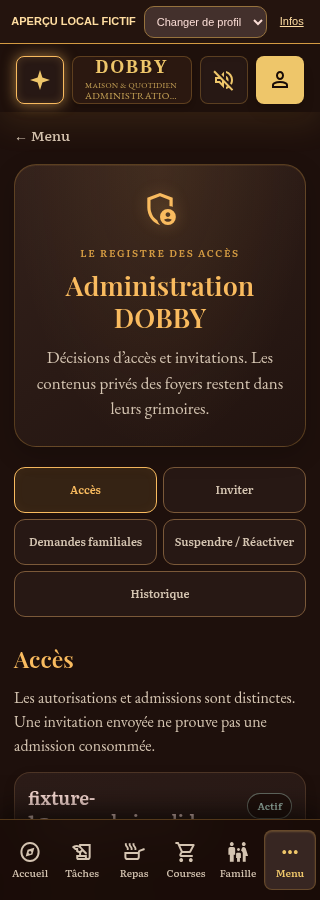 APERÇU LOCAL FICTIF Changer de profil Infos
DOBBY
MAISON & QUOTIDIEN
ADMINISTRATIO...
← Menu
LE REGISTRE DES ACCÈS
Administration
DOBBY
Décisions d'accès et invitations. Les
contenus privés des foyers restent dans
leurs grimoires.
Accès Inviter
Demandes familiales Suspendre / Réactiver
Historique
Accès
Les autorisations et admissions sont distinctes.
Une invitation envoyée ne prouve pas une
admission consommée.
fixture-
Actif
Accueil Tâches Repas Courses Famille Menu